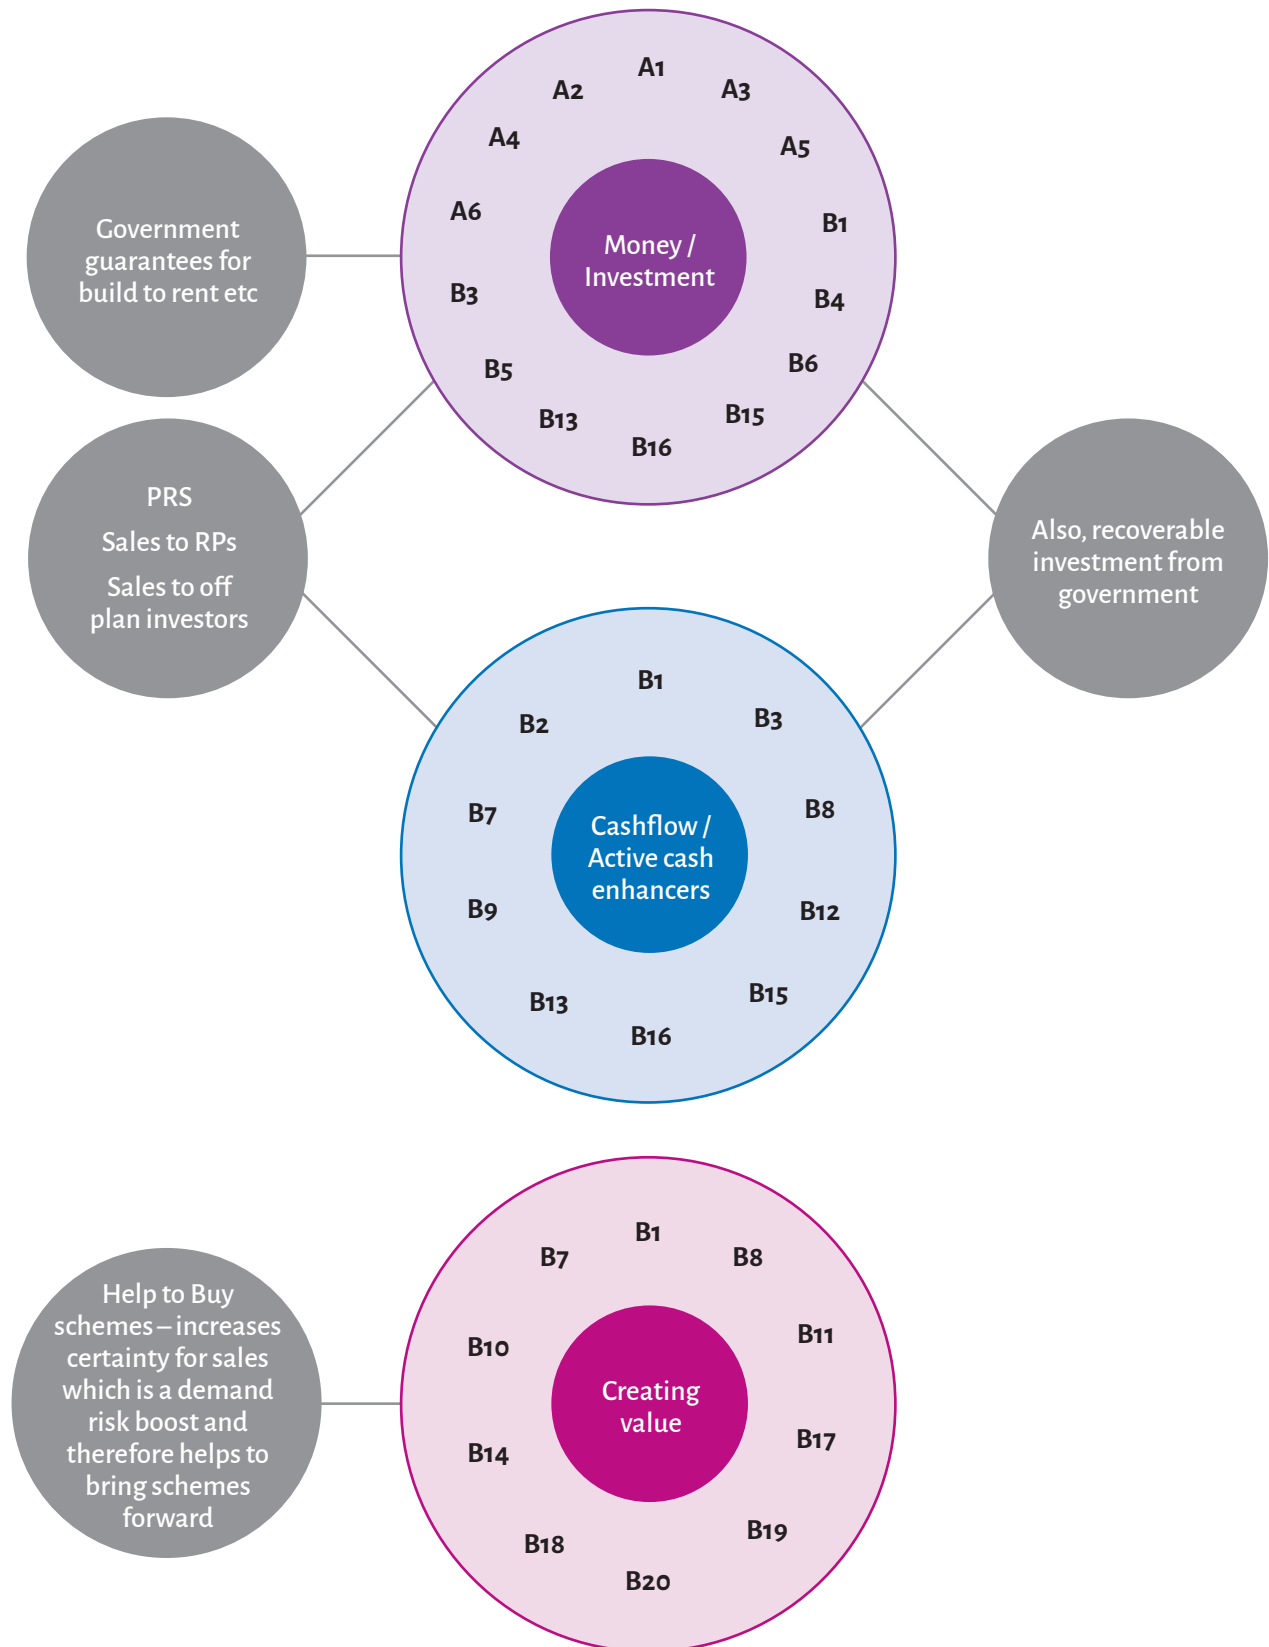 A1
A2
A3
A4
A5
A6
B1
B3
B4
B5
B6
B13
B15
B16
Money /
Investment
Government
guarantees for
build to rent etc
PRS
Sales to RPs
Sales to off
plan investors
Also, recoverable
investment from
government
B1
B2
B3
B7
B8
B9
B12
B13
B15
B16
Cashflow /
Active cash
enhancers
B1
B7
B8
B10
B11
B14
B17
B18
B19
B20
Creating
value
Help to Buy
schemes – increases
certainty for sales
which is a demand
risk boost and
therefore helps to
bring schemes
forward